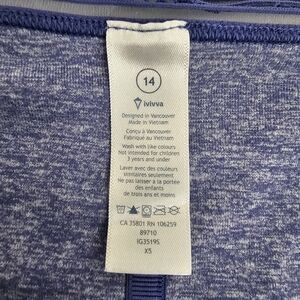 14
ivivva
Designed in Vancouver
Made in Vietnam
Conçu à Vancouver
Fabriqué au Vietnam
Wash with like colours
Not intended for children
3 years and under
Laver avec des couleurs
similaires seulement
Ne pas laisser a la portée
des enfants
de trois ans et moins
CA 35801 RN 106259
89710
IG3519S
XS